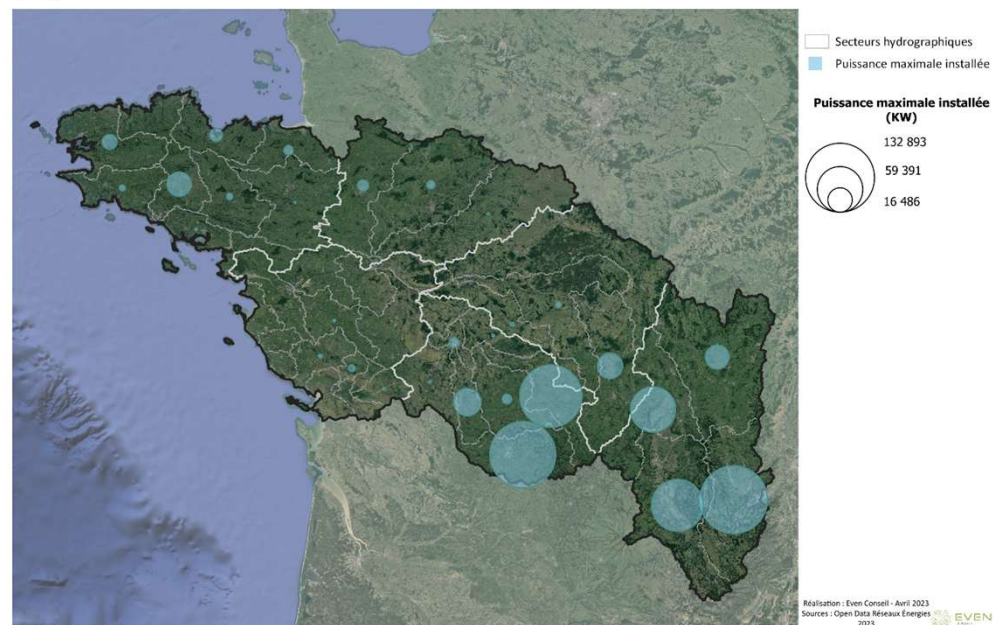 Secteurs hydrographiques
Puissance maximale installée
Puissance maximale installée
(KW)
132 893
59 391
16 486
Réalisation : Even Conseil - Avril 2023
Sources : Open Data Réseaux Énergies
2023
EVEN